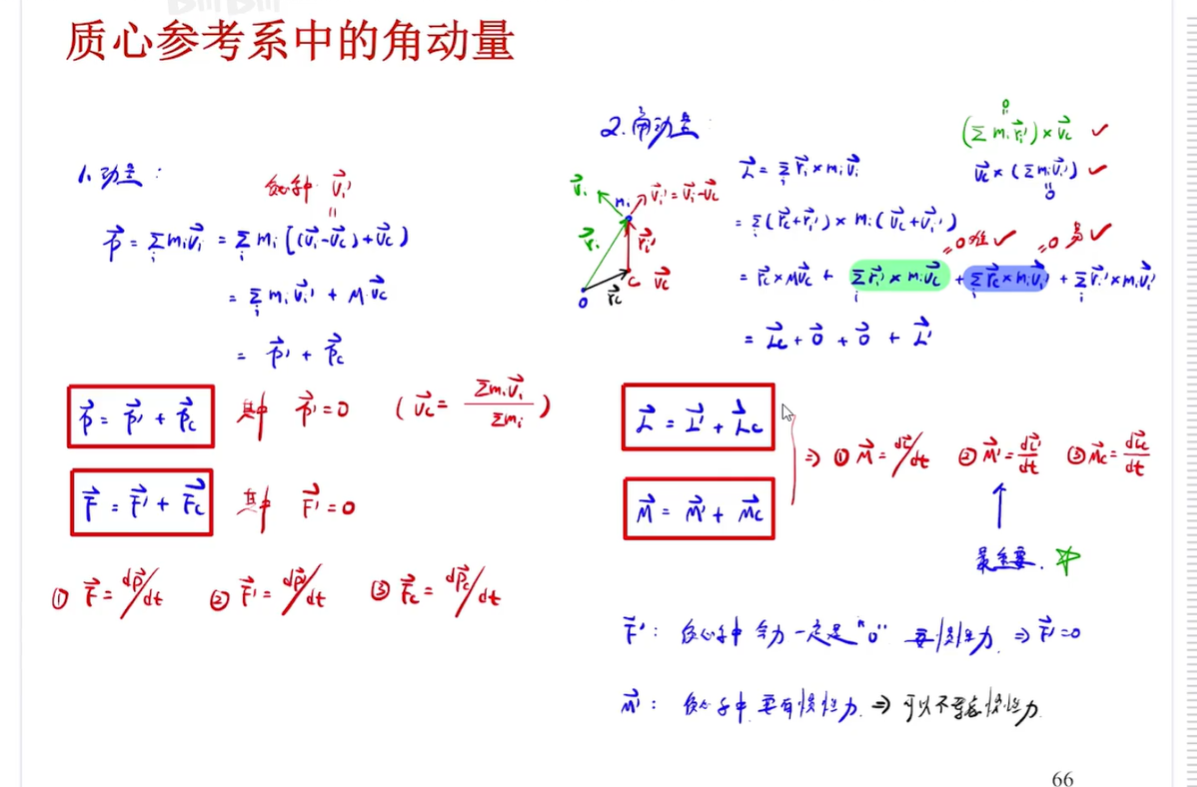 质心参考系中的角动量
1. 动量:
质心系中 $\vec{v}_i'$
$\vec{p} = \sum_i m_i \vec{v}_i = \sum_i m_i [(\vec{v}_i - \vec{v}_c) + \vec{v}_c]$
$= \sum_i m_i \vec{v}_i' + M \vec{v}_c$
$= \vec{p}' + \vec{p}_c$
$\vec{p} = \vec{p}' + \vec{p}_c$ 其中 $\vec{p}' = 0$ ($\vec{v}_c = \frac{\sum m_i \vec{v}_i}{\sum m_i}$)
$\vec{F} = \vec{F}' + \vec{F}_c$ 其中 $\vec{F}' = 0$
① $\vec{F} = d\vec{p}/dt$ ② $\vec{F}' = d\vec{p}'/dt$ ③ $\vec{F}_c = d\vec{p}_c/dt$
2. 角动量:
$\vec{v}_i$ $m_i$ $\vec{v}_i' = \vec{v}_i - \vec{v}_c$
$\vec{r}_i$ $\vec{r}_i'$
O $\vec{r}_c$ C $\vec{v}_c$
0
$(\sum m_i \vec{r}_i') \times \vec{v}_c$ ✓
$\vec{L} = \sum_i \vec{r}_i \times m_i \vec{v}_i$
$\vec{v}_c \times (\sum m_i \vec{v}_i')$ ✓
0
$= \sum_i (\vec{r}_c + \vec{r}_i') \times m_i (\vec{v}_c + \vec{v}_i')$
=0 难 ✓ =0 易 ✓
$= \vec{r}_c \times M \vec{v}_c + \sum_i \vec{r}_i' \times m_i \vec{v}_c + \sum_i \vec{r}_c \times m_i \vec{v}_i' + \sum_i \vec{r}_i' \times m_i \vec{v}_i'$
$= \vec{L}_c + \vec{0} + \vec{0} + \vec{L}'$
$\vec{L} = \vec{L}' + \vec{L}_c$
⇒ ① $\vec{M} = d\vec{L}/dt$ ② $\vec{M}' = \frac{d\vec{L}'}{dt}$ ③ $\vec{M}_c = \frac{d\vec{L}_c}{dt}$
$\vec{M} = \vec{M}' + \vec{M}_c$
最重要.
$\vec{F}'$: 质心系中 合力一定是"0" 要惯性力 ⇒ $\vec{F}' = 0$
$\vec{M}'$: 质心系中 要有惯性力. ⇒ 可以不考虑惯性力
66